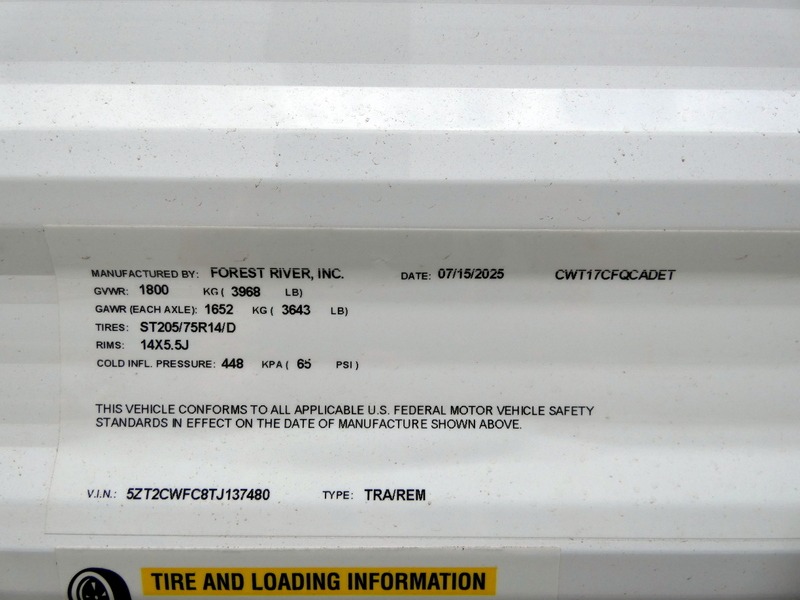 MANUFACTURED BY: FOREST RIVER, INC. DATE: 07/15/2025 CWT17CFQCADET
GVWR: 1800 KG ( 3968 LB)
GAWR (EACH AXLE): 1652 KG ( 3643 LB)
TIRES: ST205/75R14/D
RIMS: 14X5.5J
COLD INFL. PRESSURE: 448 KPA ( 65 PSI )
THIS VEHICLE CONFORMS TO ALL APPLICABLE U.S. FEDERAL MOTOR VEHICLE SAFETY
STANDARDS IN EFFECT ON THE DATE OF MANUFACTURE SHOWN ABOVE.
V.I.N.: 5ZT2CWFC8TJ137480 TYPE: TRA/REM
TIRE AND LOADING INFORMATION